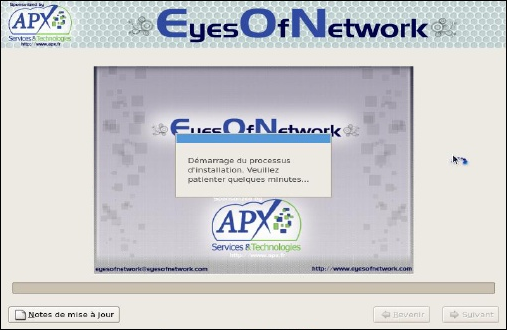 Sponsorized by
APX
Services & Technologies
http://www.apx.fr
EyesOfNetwork
EyesOfNetwork
Démarrage du processus
d'installation. Veuillez
patienter quelques minutes...
APX
Services & Technologies
http://www.apx.fr
eyesofnetwork@eyesofnetwork.com
http://www.eyesofnetwork.com
Notes de mise à jour
Revenir
Suivant